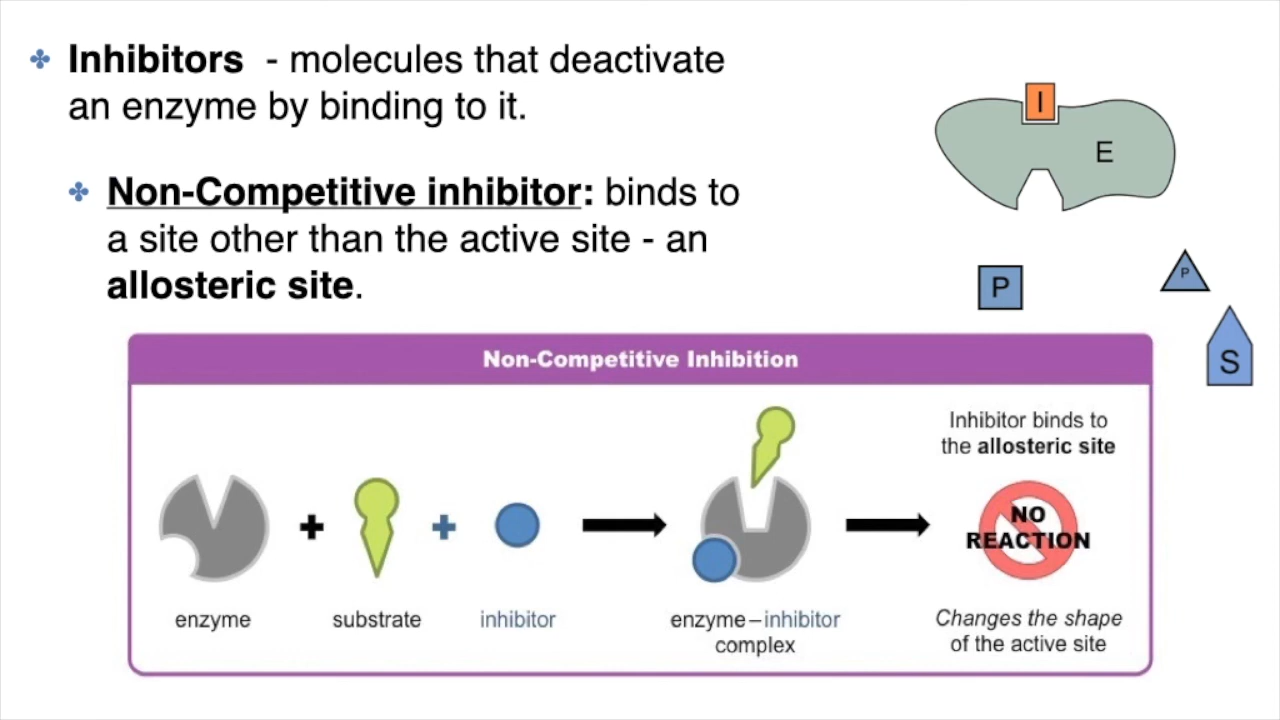 Inhibitors - molecules that deactivate
an enzyme by binding to it.
Non-Competitive inhibitor: binds to
a site other than the active site - an
allosteric site.
I
E
P
P
S
Non-Competitive Inhibition
enzyme
+
substrate
+
inhibitor
enzyme–inhibitor
complex
Inhibitor binds to
the allosteric site
NO
REACTION
Changes the shape
of the active site